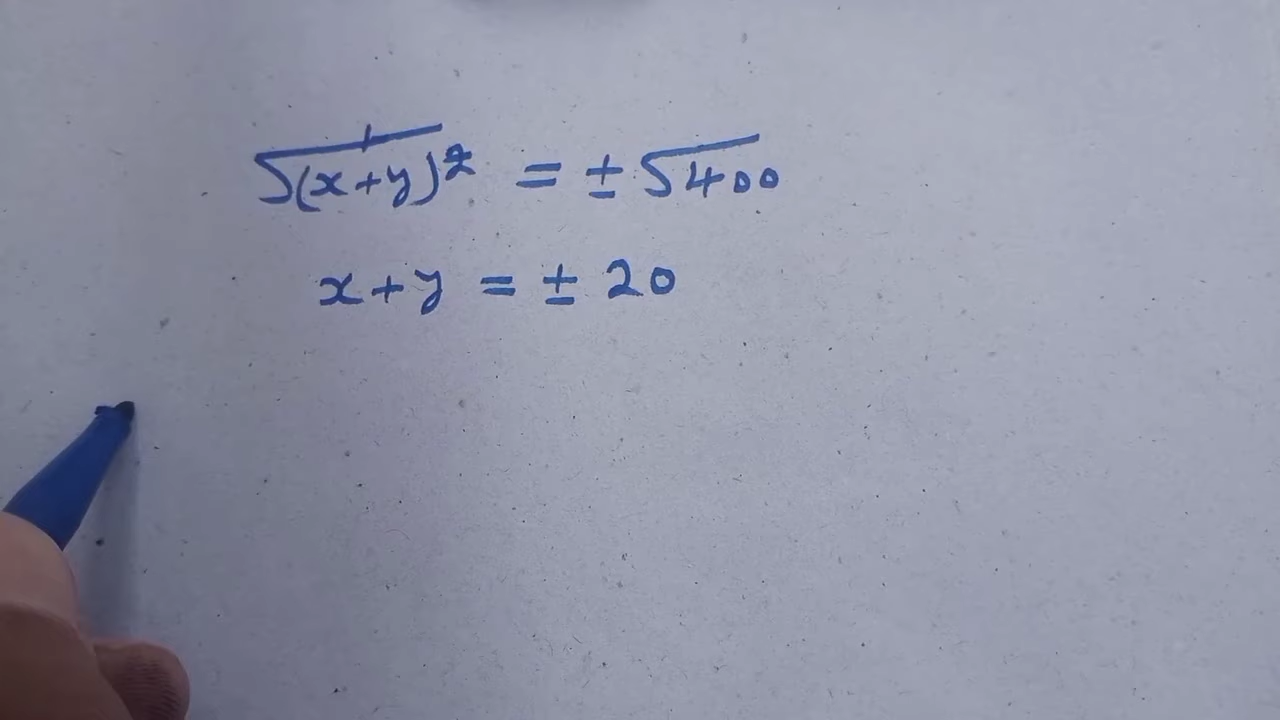 √(x+y)² = ± √400
x+y = ± 20